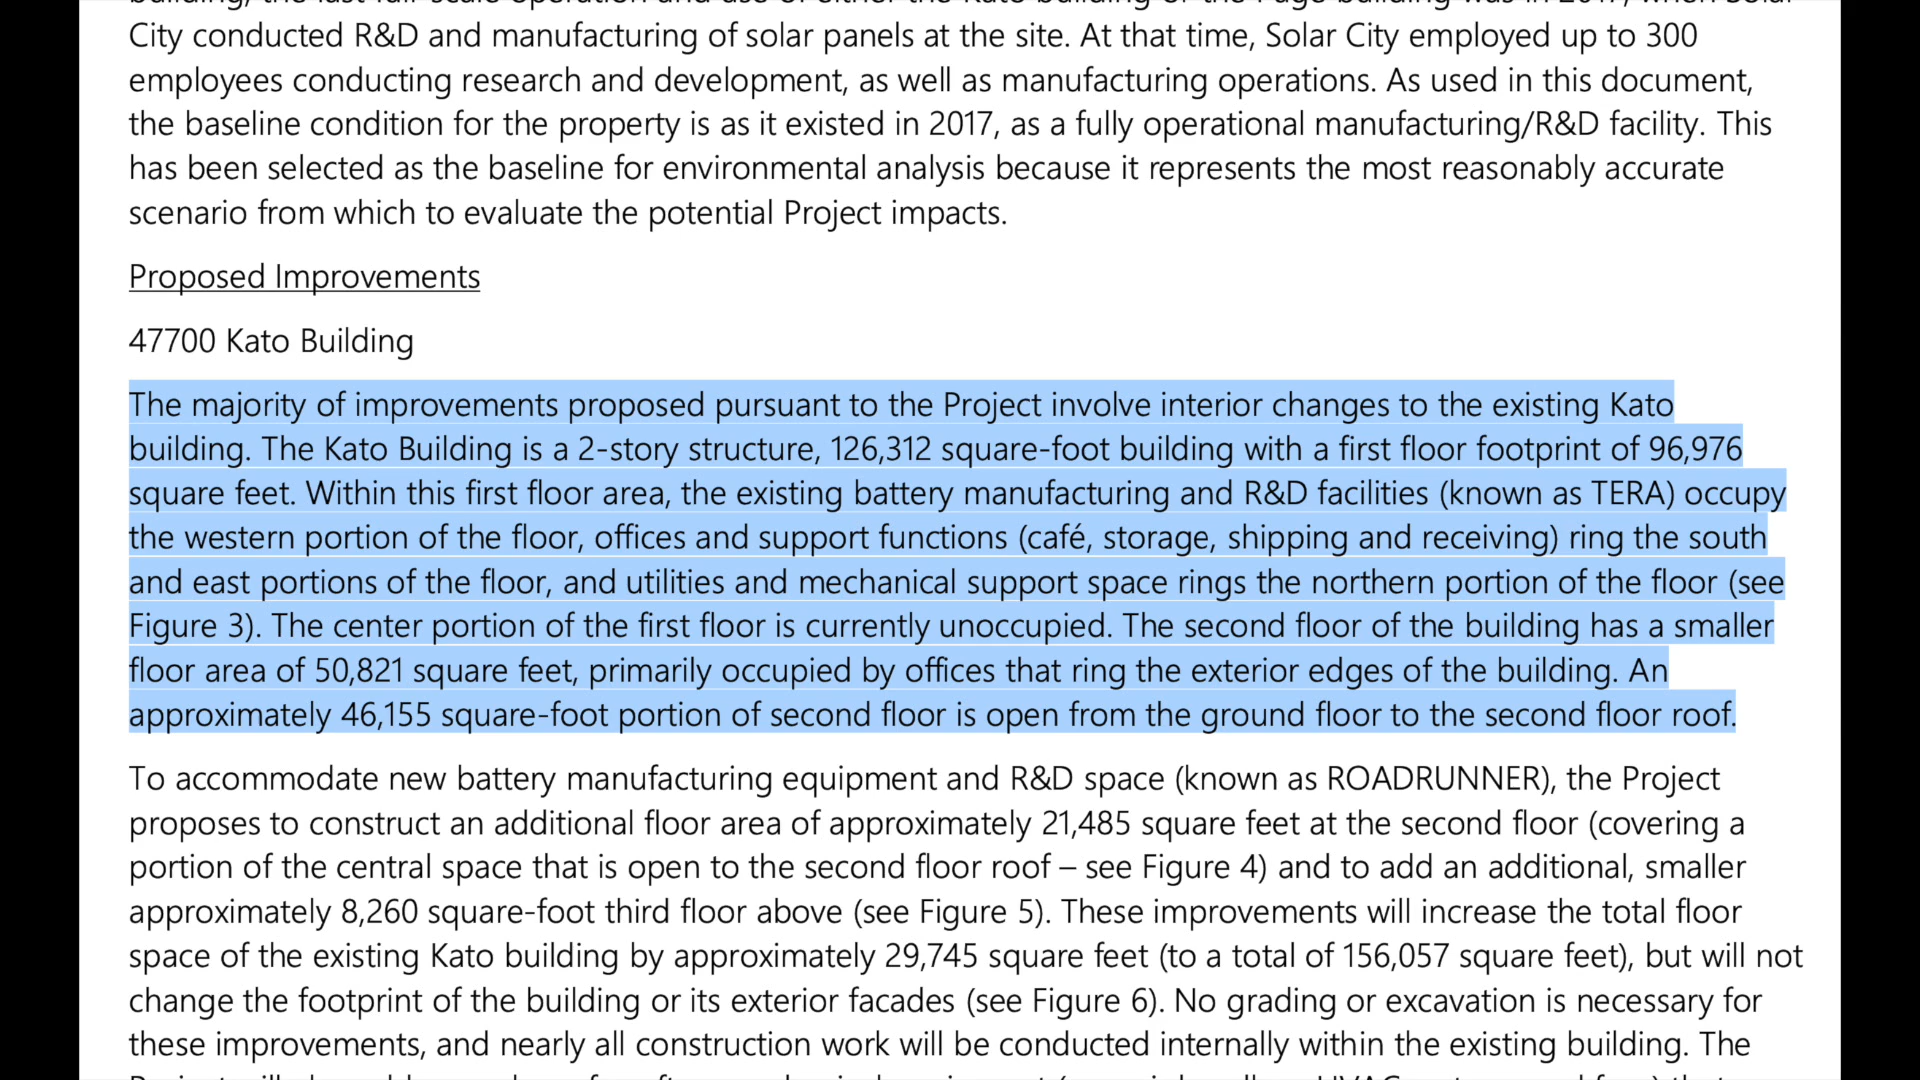 City conducted R&D and manufacturing of solar panels at the site. At that time, Solar City employed up to 300
employees conducting research and development, as well as manufacturing operations. As used in this document,
the baseline condition for the property is as it existed in 2017, as a fully operational manufacturing/R&D facility. This
has been selected as the baseline for environmental analysis because it represents the most reasonably accurate
scenario from which to evaluate the potential Project impacts.
Proposed Improvements
47700 Kato Building
The majority of improvements proposed pursuant to the Project involve interior changes to the existing Kato
building. The Kato Building is a 2-story structure, 126,312 square-foot building with a first floor footprint of 96,976
square feet. Within this first floor area, the existing battery manufacturing and R&D facilities (known as TERA) occupy
the western portion of the floor, offices and support functions (café, storage, shipping and receiving) ring the south
and east portions of the floor, and utilities and mechanical support space rings the northern portion of the floor (see
Figure 3). The center portion of the first floor is currently unoccupied. The second floor of the building has a smaller
floor area of 50,821 square feet, primarily occupied by offices that ring the exterior edges of the building. An
approximately 46,155 square-foot portion of second floor is open from the ground floor to the second floor roof.
To accommodate new battery manufacturing equipment and R&D space (known as ROADRUNNER), the Project
proposes to construct an additional floor area of approximately 21,485 square feet at the second floor (covering a
portion of the central space that is open to the second floor roof – see Figure 4) and to add an additional, smaller
approximately 8,260 square-foot third floor above (see Figure 5). These improvements will increase the total floor
space of the existing Kato building by approximately 29,745 square feet (to a total of 156,057 square feet), but will not
change the footprint of the building or its exterior facades (see Figure 6). No grading or excavation is necessary for
these improvements, and nearly all construction work will be conducted internally within the existing building. The